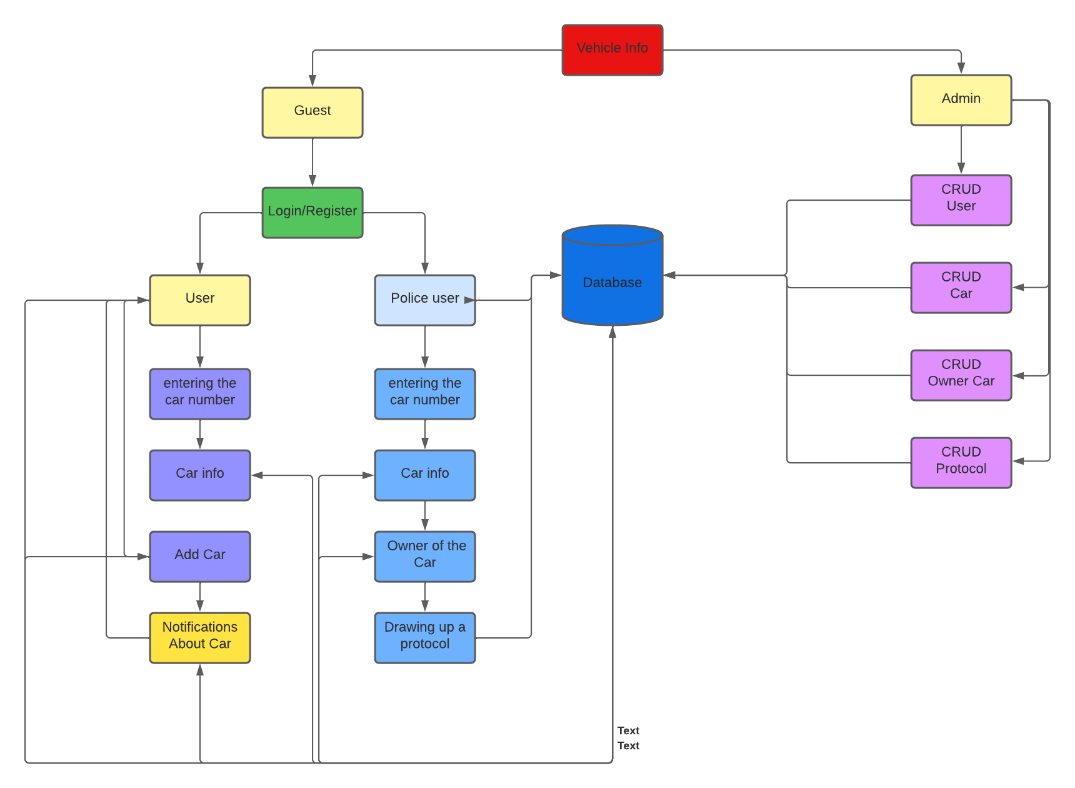 Vehicle Info
Guest
Admin
Login/Register
CRUD
User
User
Police user
Database
CRUD
Car
entering the
car number
entering the
car number
CRUD
Owner Car
Car info
Car info
CRUD
Protocol
Add Car
Owner of the
Car
Notifications
About Car
Drawing up a
protocol
Text
Text